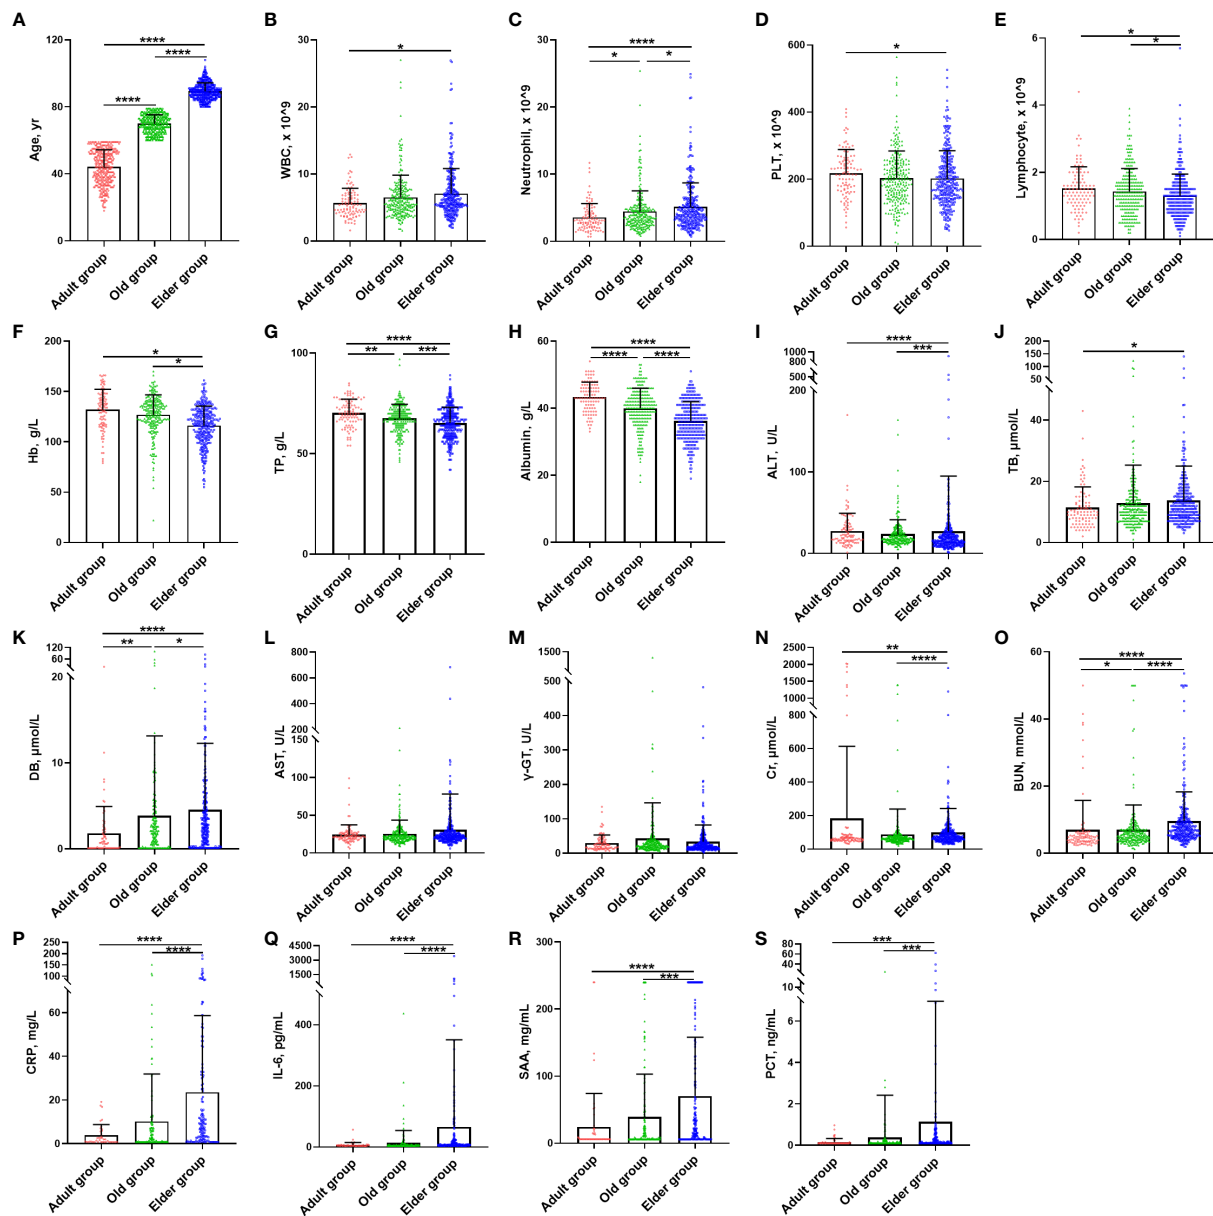 A
Age, yr
120
80
40
0
****
****
****
Adult group
Old group
Elder group
B
WBC, x 10^9
30
20
10
0
*
Adult group
Old group
Elder group
C
Neutrophil, x 10^9
30
20
10
0
****
*
*
Adult group
Old group
Elder group
D
PLT, x 10^9
600
400
200
0
*
Adult group
Old group
Elder group
E
Lymphocyte, x 10^9
6
4
2
0
*
*
Adult group
Old group
Elder group
F
Hb, g/L
200
150
100
50
0
*
*
Adult group
Old group
Elder group
G
TP, g/L
100
50
0
****
**
***
Adult group
Old group
Elder group
H
Albumin, g/L
60
40
20
0
****
****
****
Adult group
Old group
Elder group
I
ALT, U/L
1000
800
500
200
100
0
****
***
Adult group
Old group
Elder group
J
TB, μmol/L
200
150
100
50
40
20
0
*
Adult group
Old group
Elder group
K
DB, μmol/L
120
60
20
10
0
****
**
*
Adult group
Old group
Elder group
L
AST, U/L
800
600
400
200
150
100
50
0
Adult group
Old group
Elder group
M
γ-GT, U/L
1500
500
300
200
100
0
Adult group
Old group
Elder group
N
Cr, μmol/L
2500
2000
1500
1000
800
600
400
200
0
**
****
Adult group
Old group
Elder group
O
BUN, mmol/L
60
40
20
0
****
*
****
Adult group
Old group
Elder group
P
CRP, mg/L
250
200
150
100
60
40
20
0
****
****
Adult group
Old group
Elder group
Q
IL-6, pg/mL
4500
3000
1500
400
200
0
****
****
Adult group
Old group
Elder group
R
SAA, mg/mL
300
200
100
0
****
***
Adult group
Old group
Elder group
S
PCT, ng/mL
80
60
40
10
6
4
2
0
***
***
Adult group
Old group
Elder group